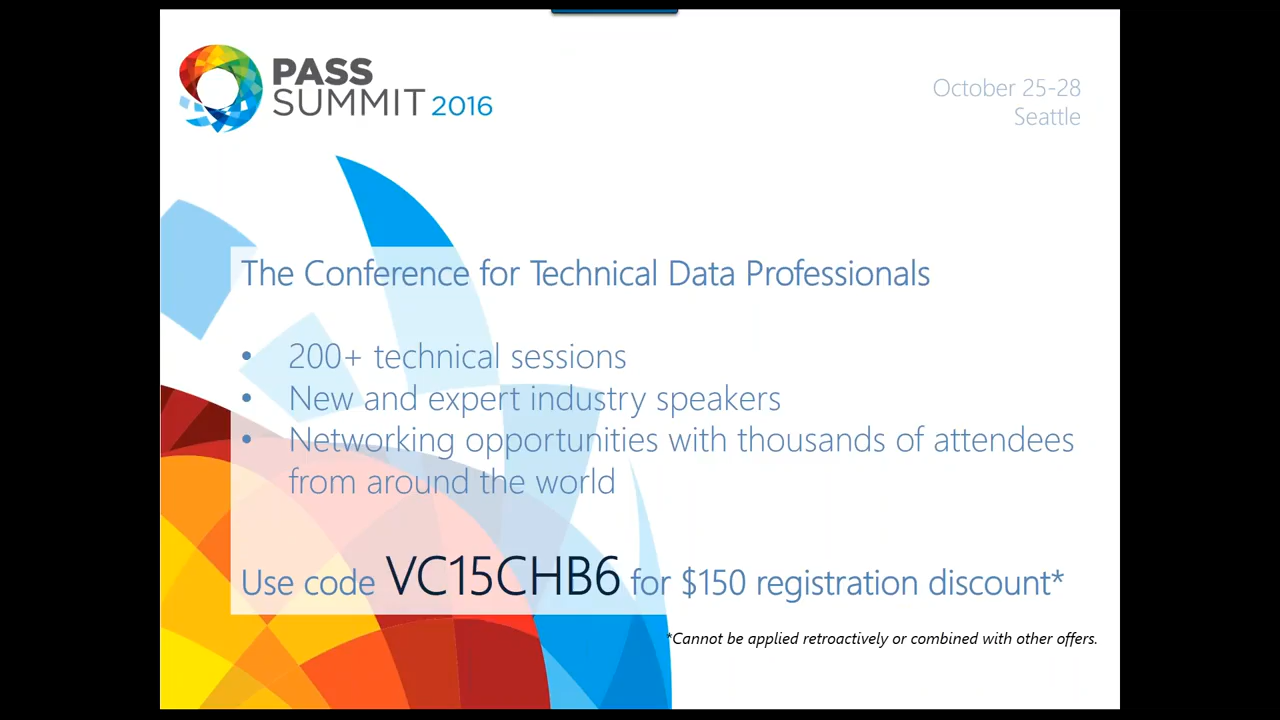 PASS
SUMMIT 2016
October 25-28
Seattle
The Conference for Technical Data Professionals
• 200+ technical sessions
• New and expert industry speakers
• Networking opportunities with thousands of attendees
from around the world
Use code VC15CHB6 for $150 registration discount*
*Cannot be applied retroactively or combined with other offers.